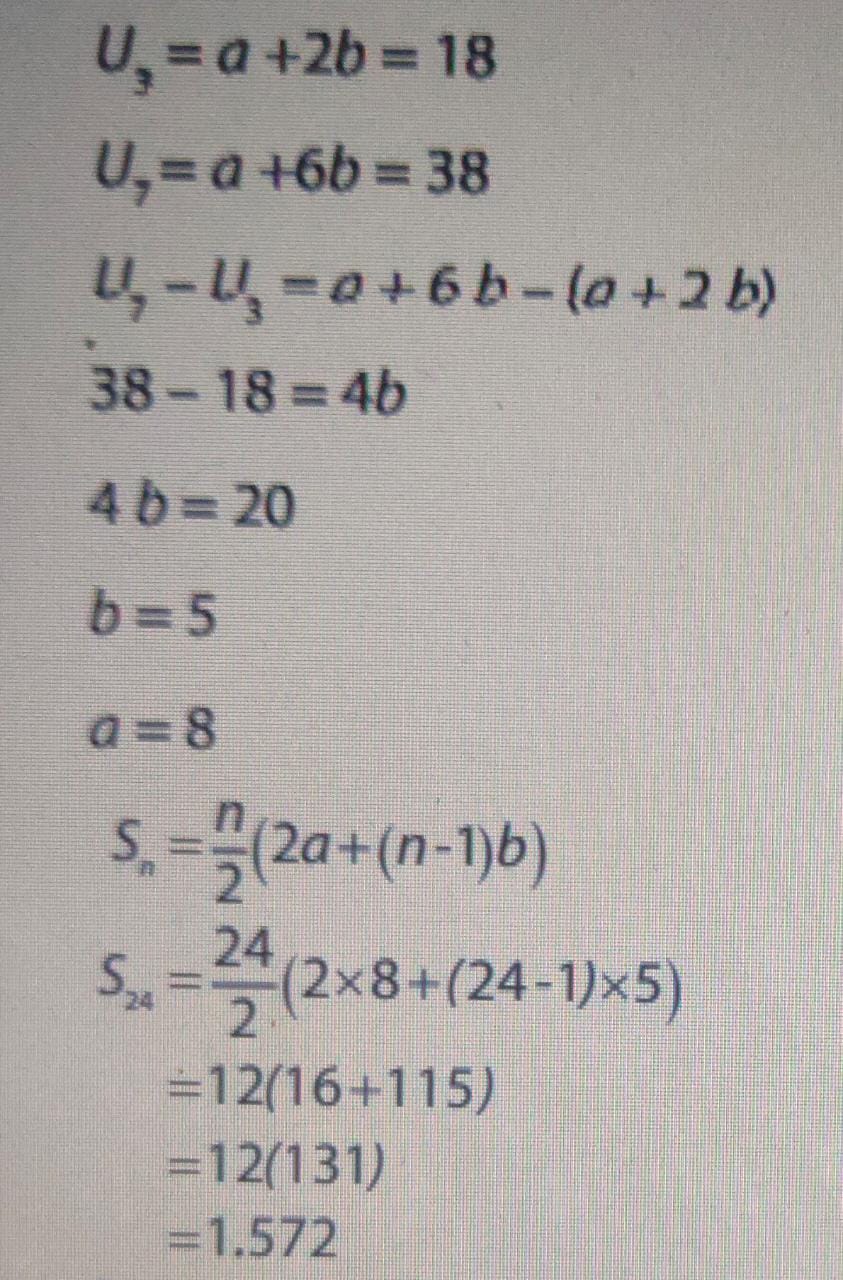 U₃ = a +2b = 18
U₇ = a +6b = 38
U₇ – U₃ = a + 6 b – (a + 2 b)
38 – 18 = 4b
4 b = 20
b = 5
a = 8
Sₙ = n/2 (2a+(n-1)b)
S₂₄ = 24/2 (2×8+(24-1)×5)
=12(16+115)
=12(131)
=1.572